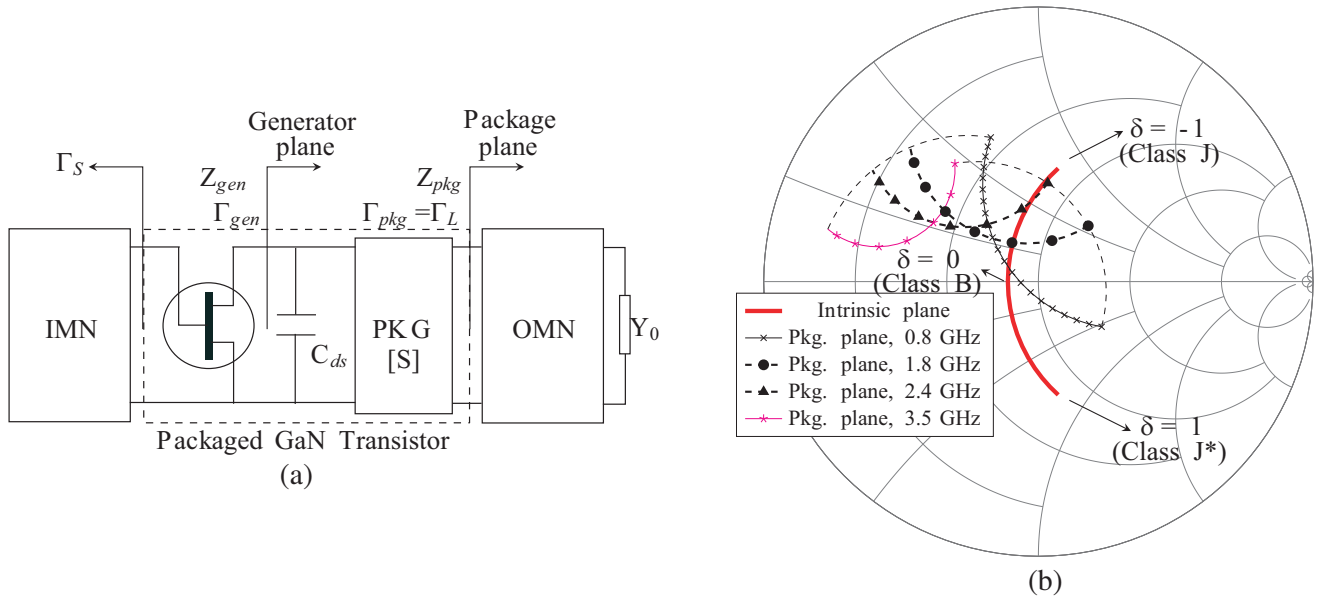 Γ_S
Generator
plane
Z_gen
Γ_gen
Package
plane
Z_pkg
Γ_pkg =Γ_L
IMN
C_ds
PKG
[S]
OMN
Y_0
Packaged GaN Transistor
(a)
δ = -1
(Class J)
δ = 0
(Class B)
Intrinsic plane
Pkg. plane, 0.8 GHz
Pkg. plane, 1.8 GHz
Pkg. plane, 2.4 GHz
Pkg. plane, 3.5 GHz
δ = 1
(Class J*)
(b)